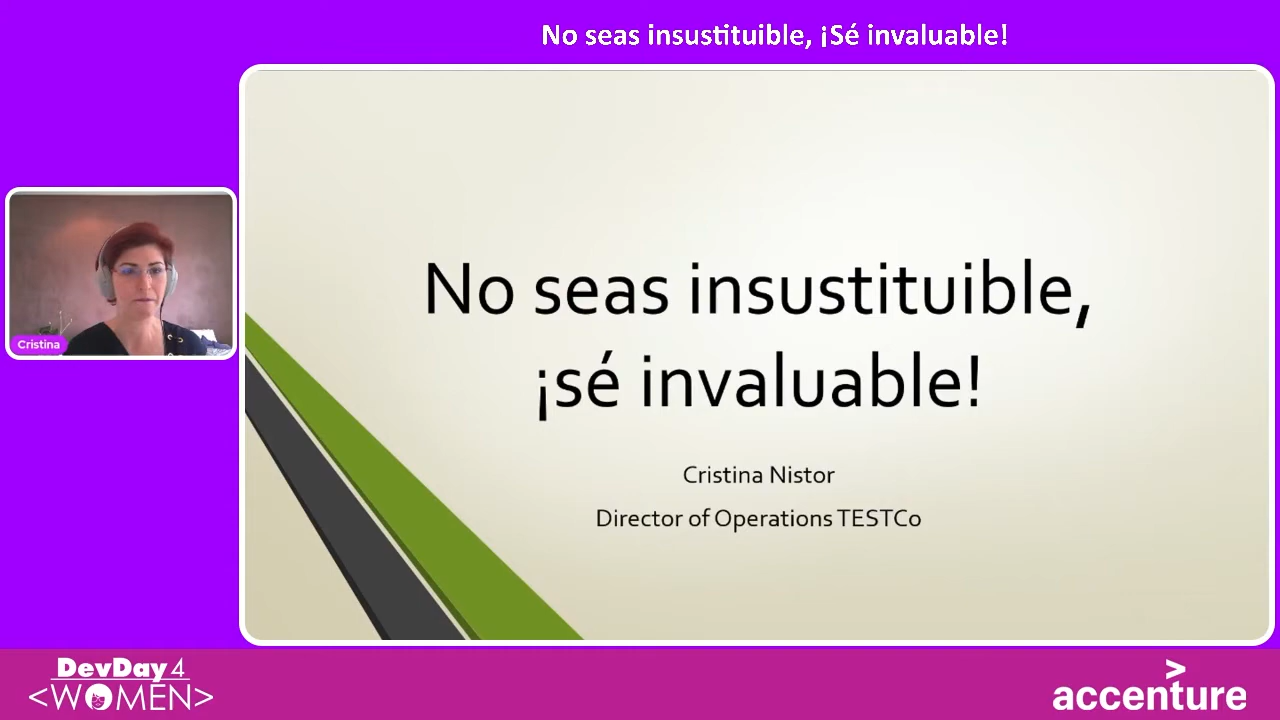 No seas insustituible, ¡Sé invaluable!
No seas insustituible,
¡sé invaluable!
Cristina Nistor
Director of Operations TESTCo
Cristina
DevDay4
<WOMEN>
>
accenture